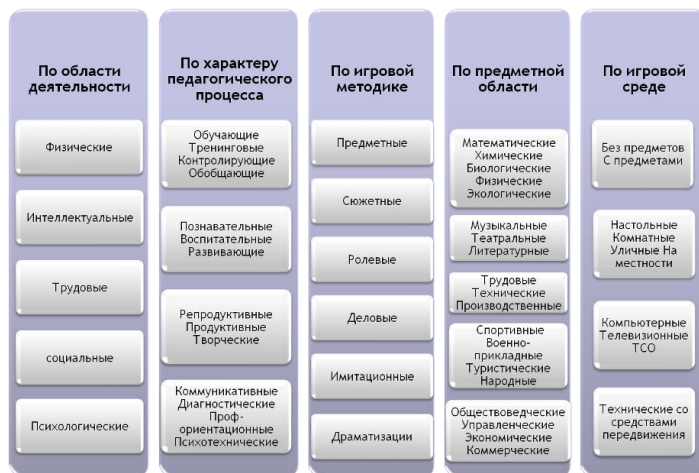 По области
деятельности
Физические
Интеллектуальные
Трудовые
социальные
Психологические
По характеру
педагогического
процесса
Обучающие
Тренинговые
Контролирующие
Обобщающие
Познавательные
Воспитательные
Развивающие
Репродуктивные
Продуктивные
Творческие
Коммуникативные
Диагностические
Проф-
ориентационные
Психотехнические
По игровой
методике
Предметные
Сюжетные
Ролевые
Деловые
Имитационные
Драматизации
По предметной
области
Математические
Химические
Биологические
Физические
Экологические
Музыкальные
Театральные
Литературные
Трудовые
Технические
Производственные
Спортивные
Военно-
прикладные
Туристические
Народные
Обществоведческие
Управленческие
Экономические
Коммерческие
По игровой
среде
Без предметов
С предметами
Настольные
Комнатные
Уличные На
местности
Компьютерные
Телевизионные
ТСО
Технические со
средствами
передвижения